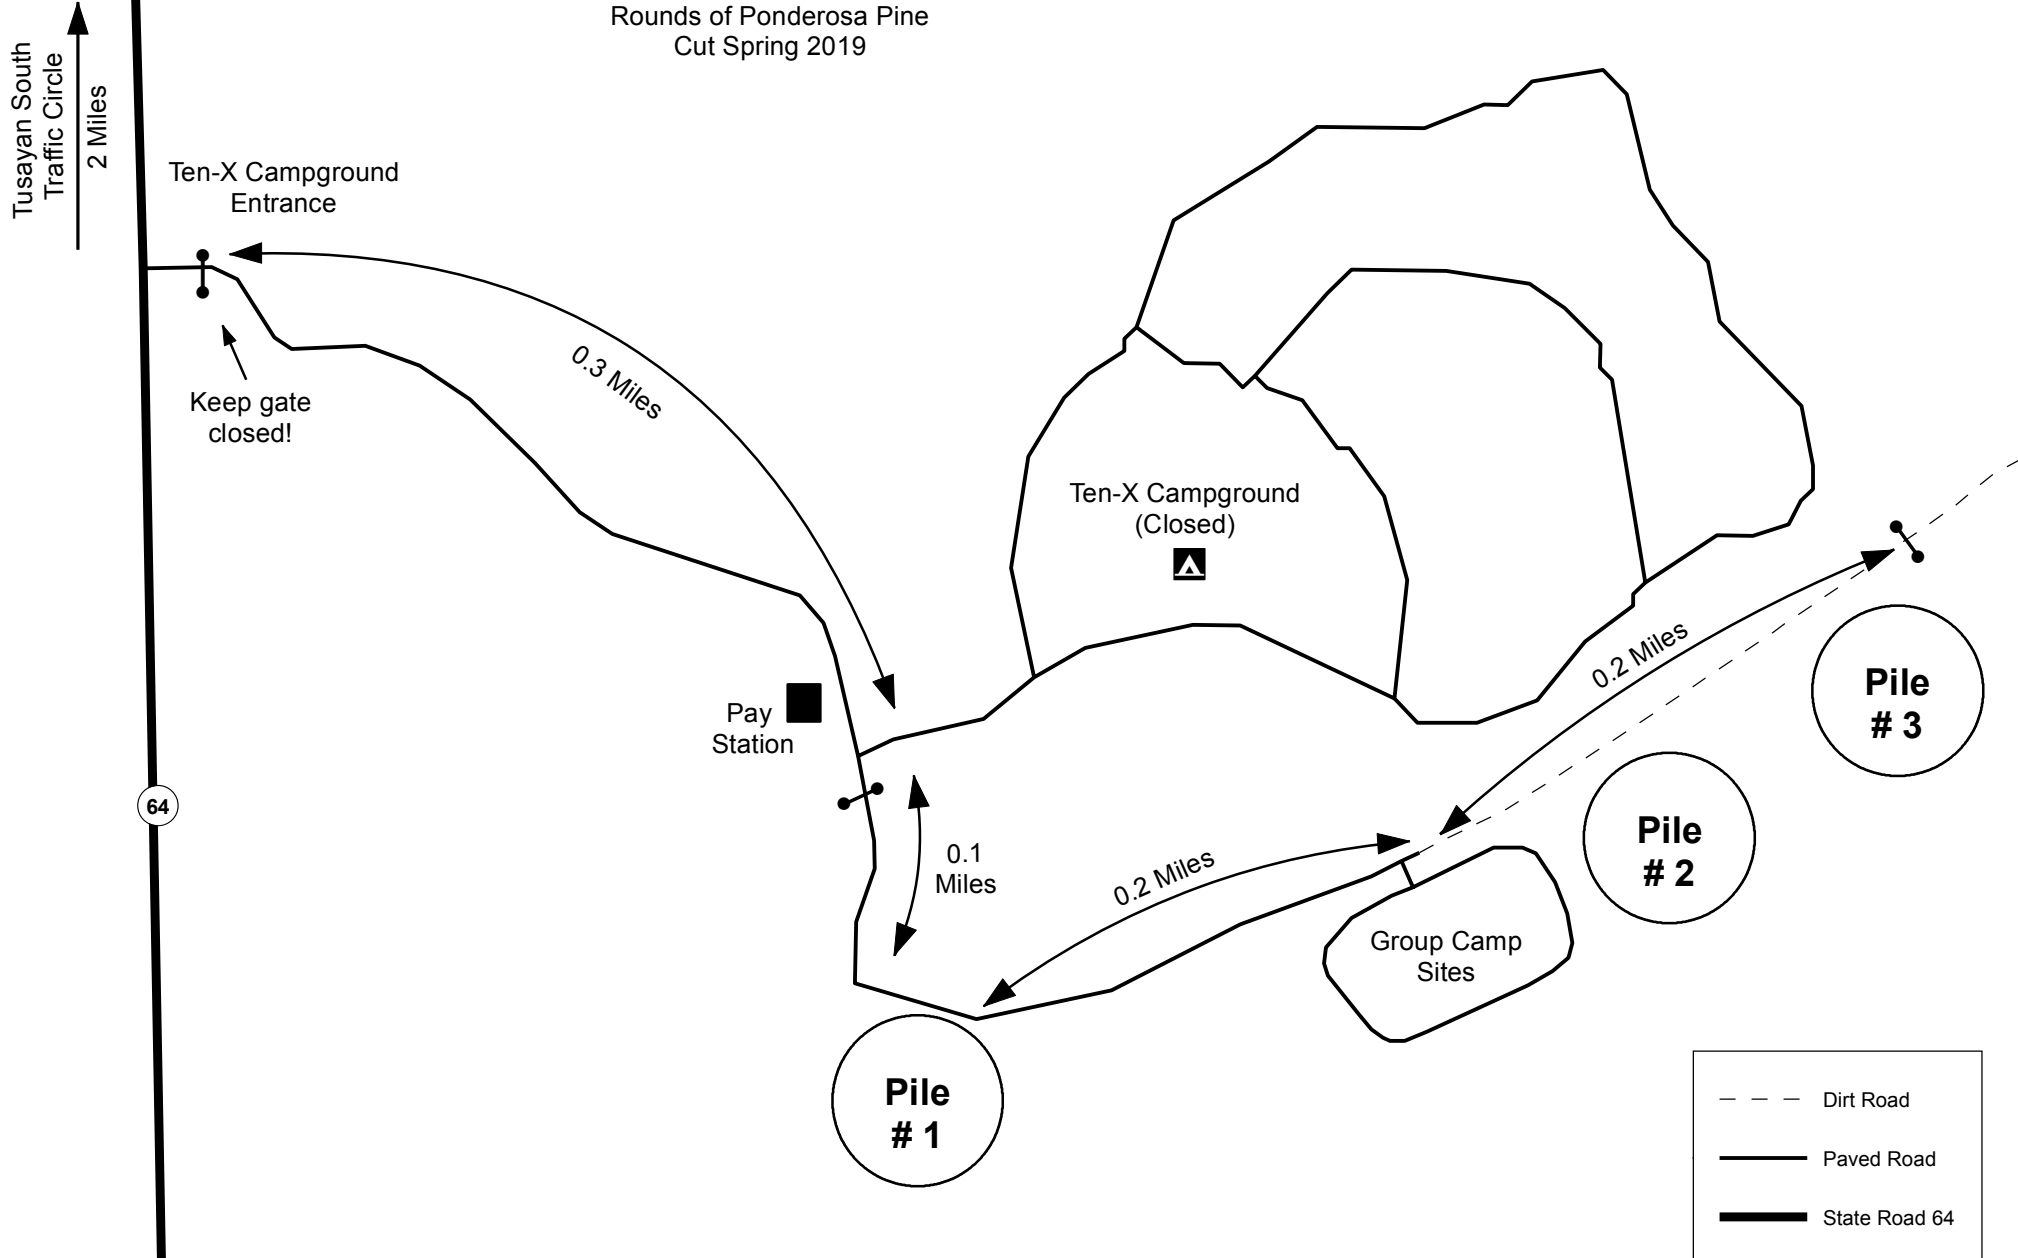 Rounds of Ponderosa Pine
Cut Spring 2019
Tusayan South
Traffic Circle
2 Miles
Ten-X Campground
Entrance
Keep gate
closed!
0.3 Miles
Ten-X Campground
(Closed)
Pay
Station
64
0.1
Miles
0.2 Miles
0.2 Miles
Group Camp
Sites
Pile
# 3
Pile
# 2
Pile
# 1
Dirt Road
Paved Road
State Road 64